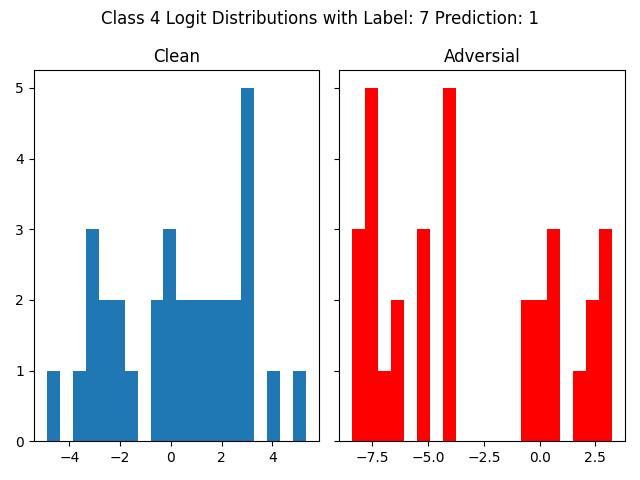 Class 4 Logit Distributions with Label: 7 Prediction: 1
Clean
Adversial
5
4
3
2
1
0
−4 −2 0 2 4
−7.5 −5.0 −2.5 0.0 2.5